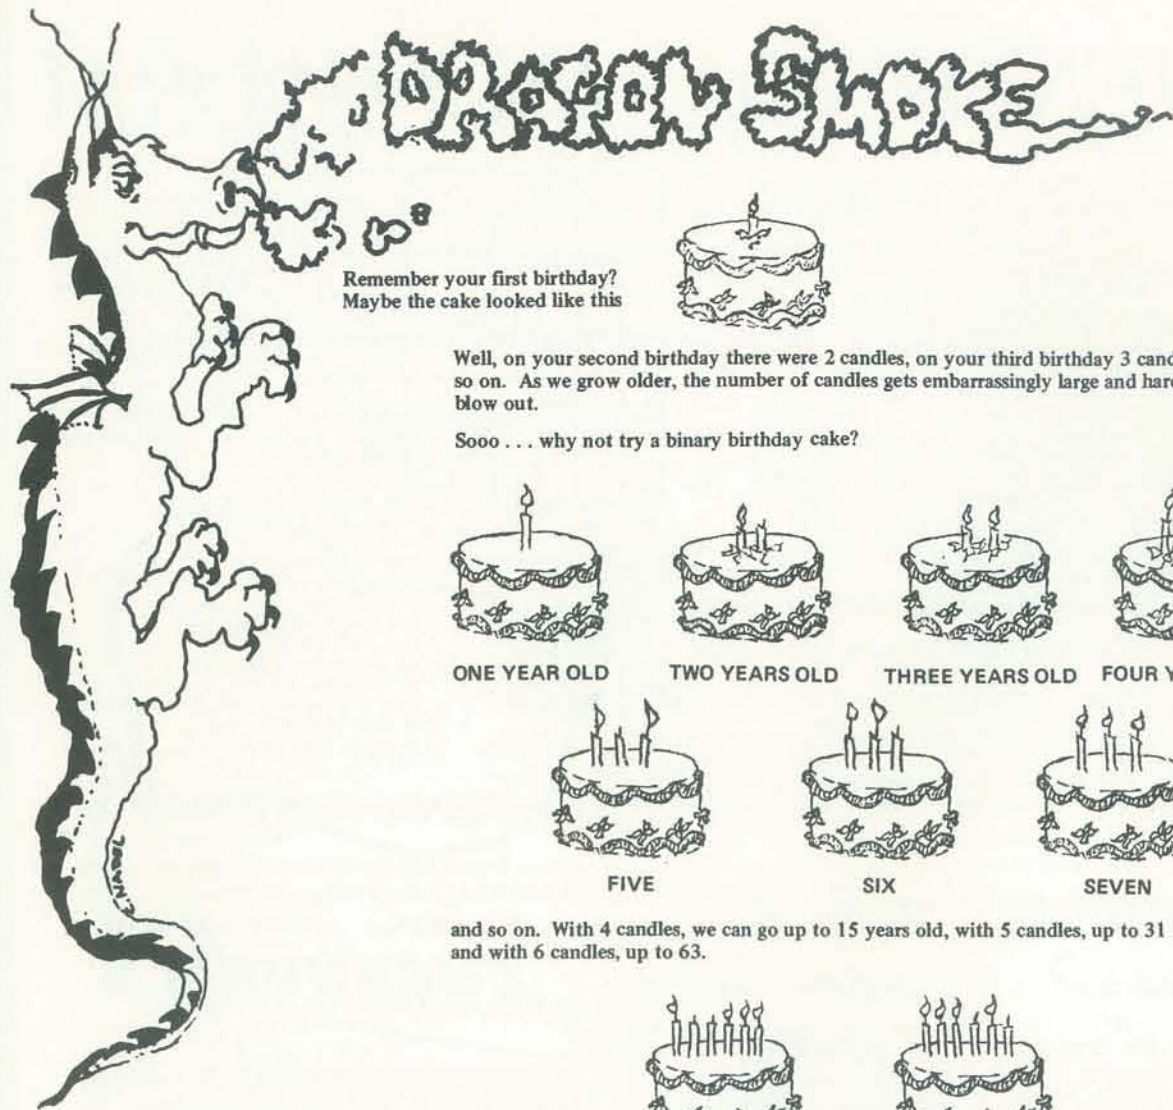 DRAGON SMOKE
Remember your first birthday?
Maybe the cake looked like this
Well, on your second birthday there were 2 candles, on your third birthday 3
so on. As we grow older, the number of candles gets embarrassingly large and
blow out.
Sooo . . . why not try a binary birthday cake?
ONE YEAR OLD TWO YEARS OLD THREE YEARS OLD FOUR
FIVE SIX SEVEN
and so on. With 4 candles, we can go up to 15 years old, with 5 candles, up to 31
and with 6 candles, up to 63.